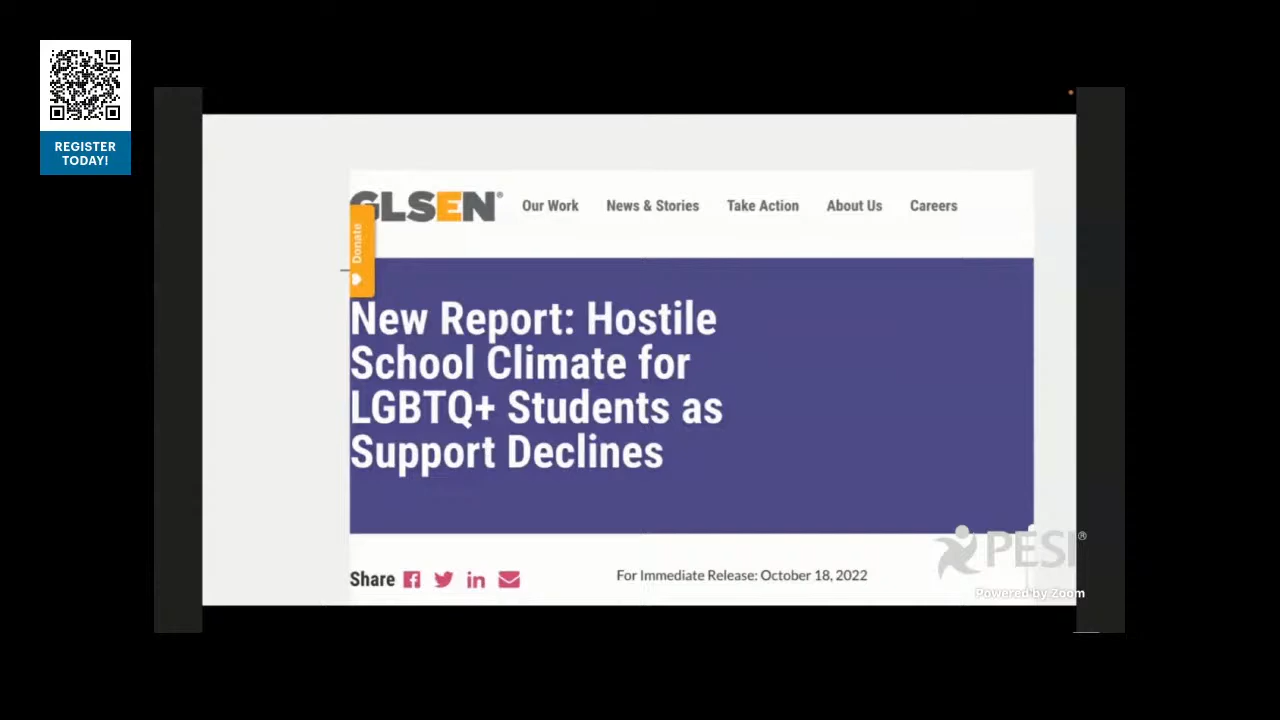 REGISTER
TODAY!
GLSEN®
Our Work
News & Stories
Take Action
About Us
Careers
Donate
New Report: Hostile
School Climate for
LGBTQ+ Students as
Support Declines
Share
For Immediate Release: October 18, 2022
PESI®
Powered by Zoom